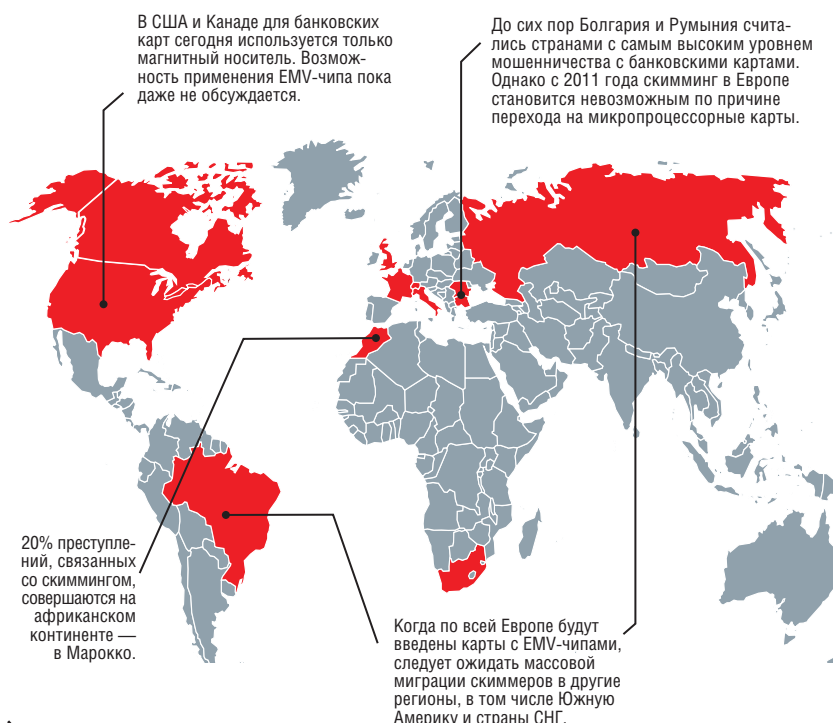 В США и Канаде для банковских
карт сегодня используется только
магнитный носитель. Возмож-
ность применения EMV-чипа пока
даже не обсуждается.
До сих пор Болгария и Румыния счита-
лись странами с самым высоким уровнем
мошенничества с банковскими картами.
Однако с 2011 года скимминг в Европе
становится невозможным по причине
перехода на микропроцессорные карты.
20% преступле-
ний, связанных
со скиммингом,
совершаются на
африканском
континенте —
в Марокко.
Когда по всей Европе будут
введены карты с EMV-чипами,
следует ожидать массовой
миграции скиммеров в другие
регионы, в том числе Южную
Америку и страны СНГ.